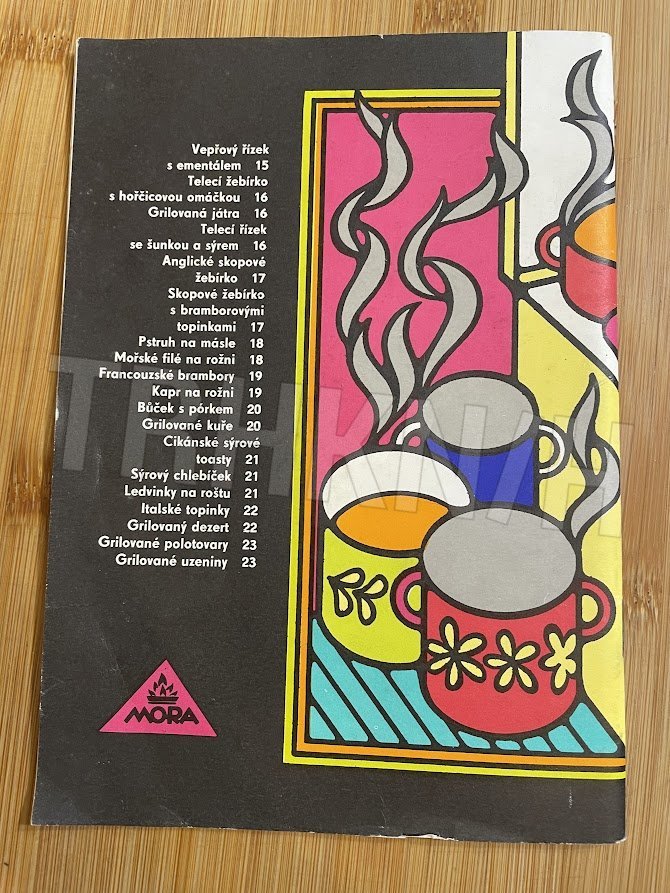 Vepřový řízek
s ementálem 15
Telecí žebírko
s hořčicovou omáčkou 16
Grilovaná játra 16
Telecí řízek
se šunkou a sýrem 16
Anglické skopové
žebírko 17
Skopové žebírko
s bramborovými
topinkami 17
Pstruh na másle 18
Mořské filé na rožni 18
Francouzské brambory 19
Kapr na rožni 19
Bůček s pórkem 20
Grilované kuře 20
Cikánské sýrové
toasty 21
Sýrový chlebíček 21
Ledvinky na roštu 21
Italské topinky 22
Grilovaný dezert 22
Grilované polotovary 23
Grilované uzeniny 23
MORA